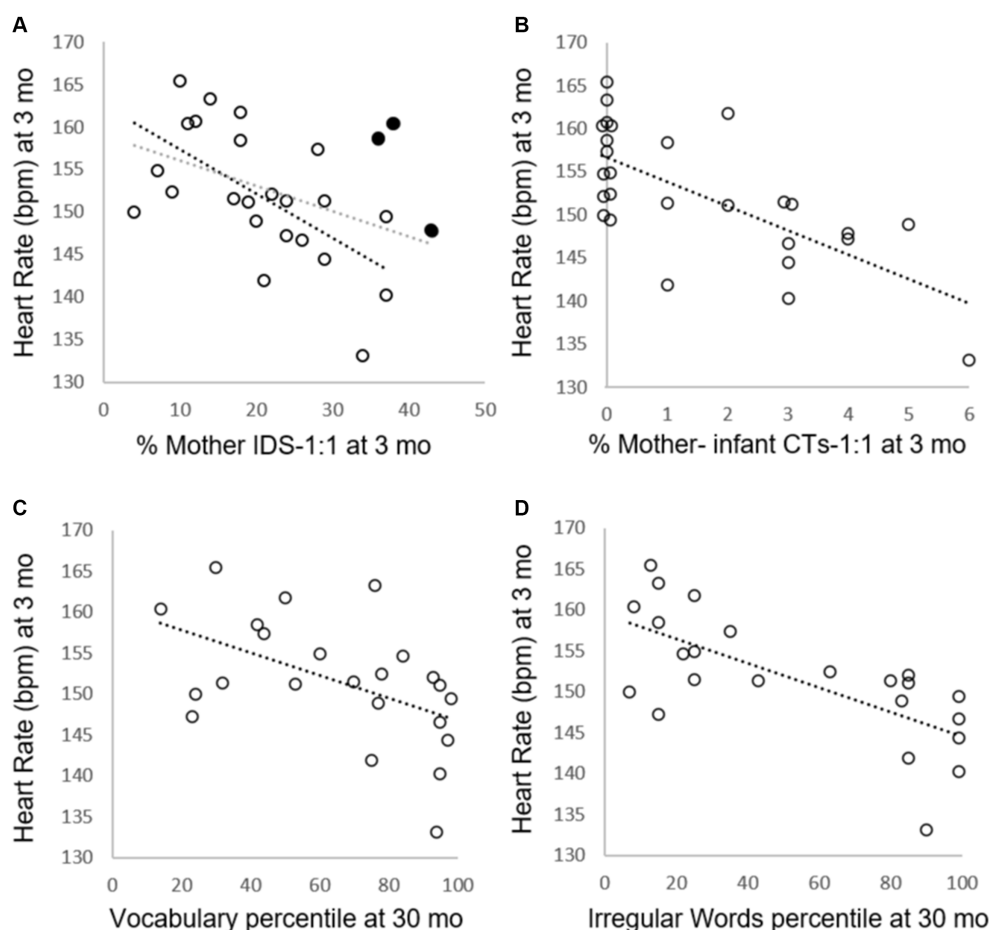 A
Heart Rate (bpm) at 3 mo
170
165
160
155
150
145
140
135
130
0 10 20 30 40 50
% Mother IDS-1:1 at 3 mo
B
Heart Rate (bpm) at 3 mo
170
165
160
155
150
145
140
135
130
0 1 2 3 4 5 6
% Mother- infant CTs-1:1 at 3 mo
C
Heart Rate (bpm) at 3 mo
170
165
160
155
150
145
140
135
130
0 20 40 60 80 100
Vocabulary percentile at 30 mo
D
Heart Rate (bpm) at 3 mo
170
165
160
155
150
145
140
135
130
0 20 40 60 80 100
Irregular Words percentile at 30 mo